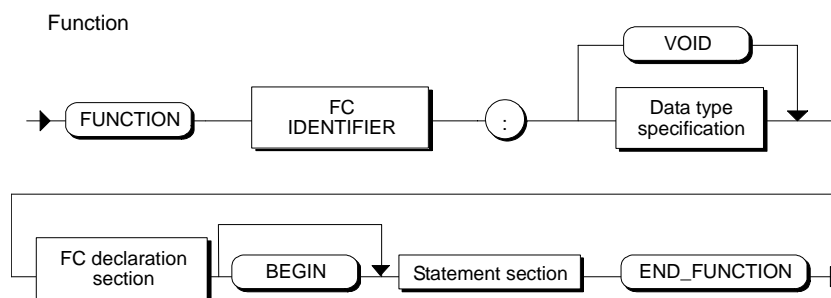 Function
VOID
FUNCTION
FC
IDENTIFIER
:
Data type
specification
FC declaration
section
BEGIN
Statement section
END_FUNCTION